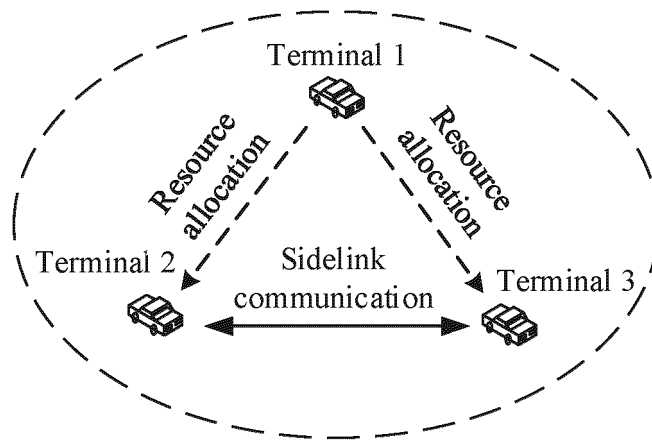 Terminal 1
Resource
allocation
Resource
allocation
Terminal 2
Sidelink
communication
Terminal 3